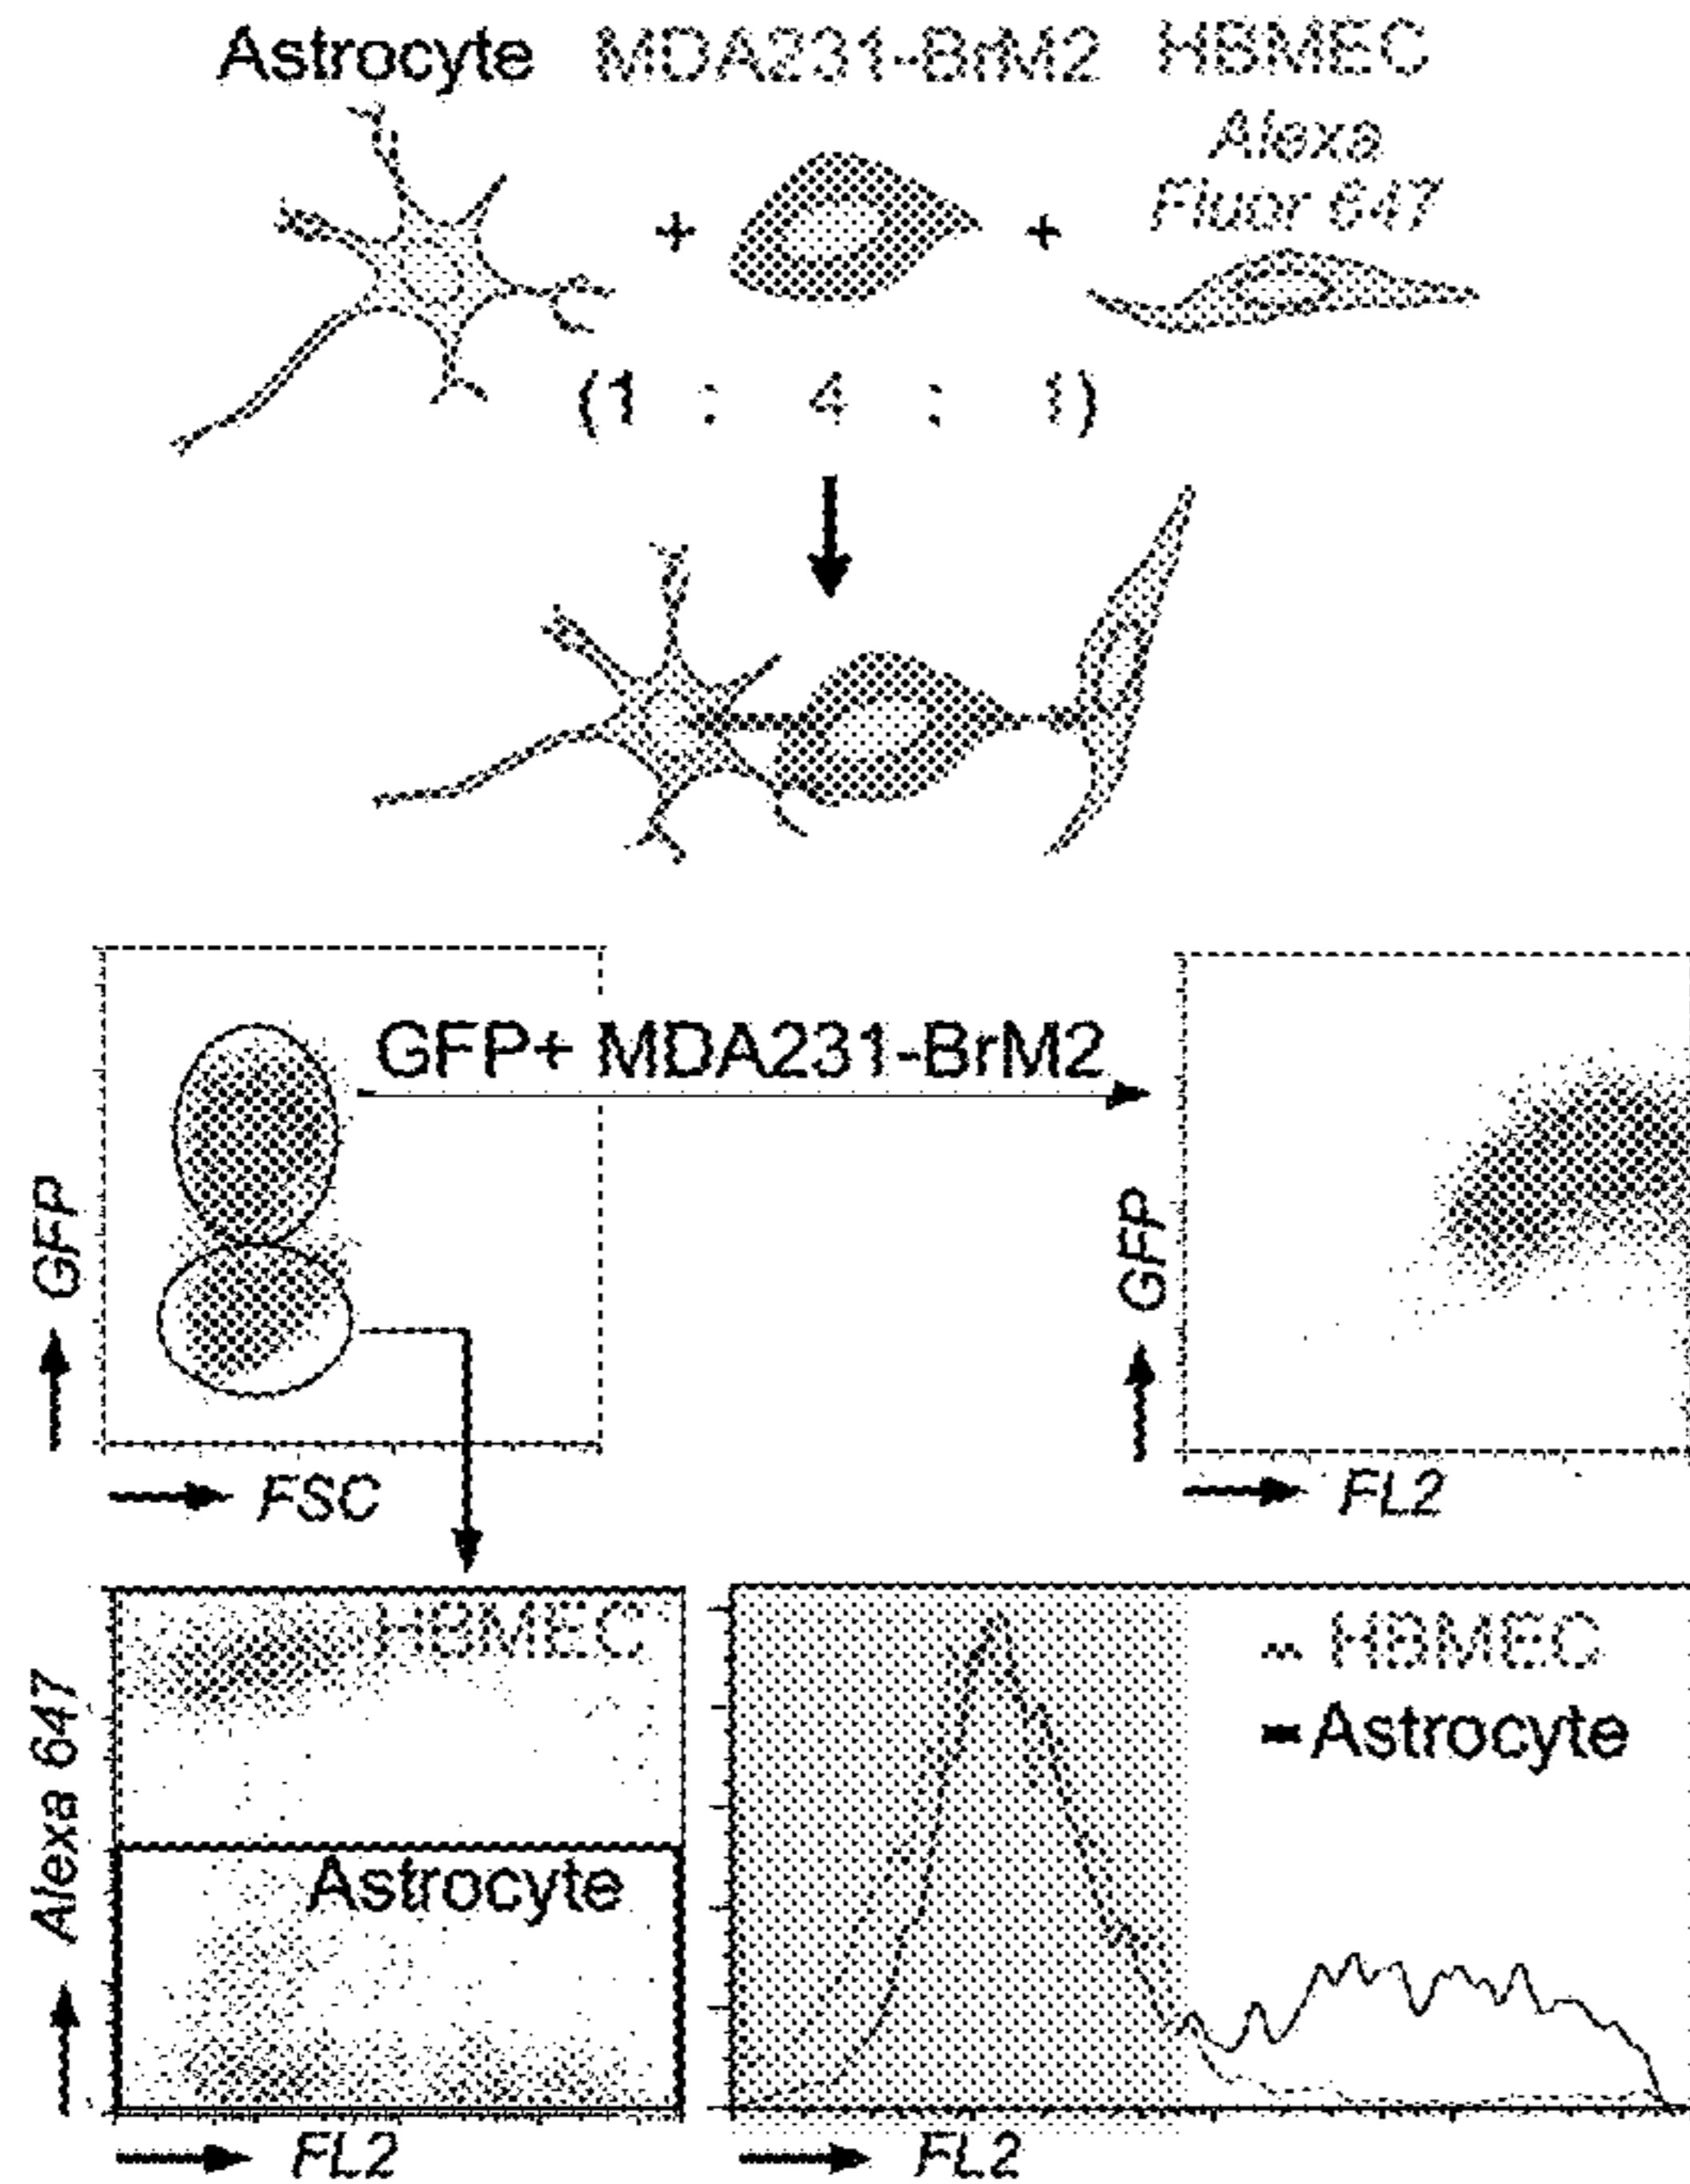 Astrocyte MDA231-BrM2 HBMEC
Alexa
Fluor 647
+ +
(1 : 4 : 1)
GFP+ MDA231-BrM2
GFP
FSC
GFP
FL2
HBMEC
Astrocyte
Alexa 647
FL2
HBMEC
Astrocyte
FL2